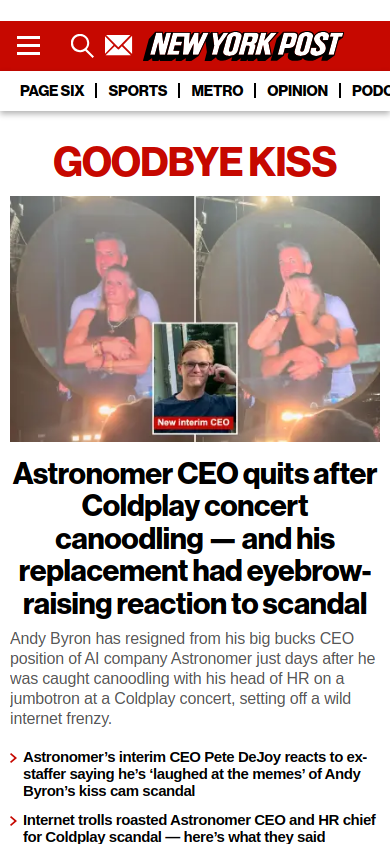 NEW YORK POST
PAGE SIX | SPORTS | METRO | OPINION | PODC
GOODBYE KISS
New interim CEO
Astronomer CEO quits after
Coldplay concert
canoodling — and his
replacement had eyebrow-
raising reaction to scandal
Andy Byron has resigned from his big bucks CEO
position of AI company Astronomer just days after he
was caught canoodling with his head of HR on a
jumbotron at a Coldplay concert, setting off a wild
internet frenzy.
Astronomer’s interim CEO Pete DeJoy reacts to ex-
staffer saying he’s ‘laughed at the memes’ of Andy
Byron’s kiss cam scandal
Internet trolls roasted Astronomer CEO and HR chief
for Coldplay scandal — here’s what they said